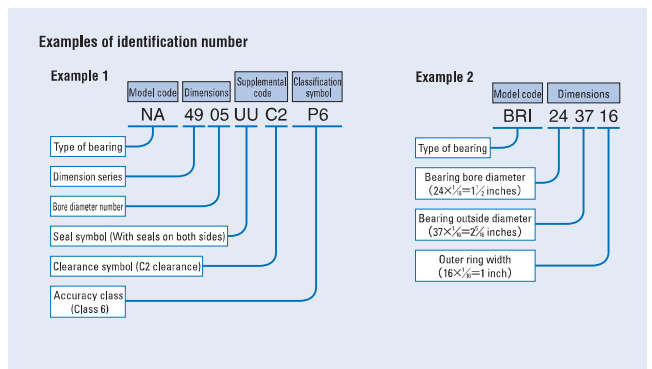 Examples of identification number
Example 1
Model code Dimensions Supplemental code Classification symbol
NA 49 05 UU C2 P6
Type of bearing
Dimension series
Bore diameter number
Seal symbol (With seals on both sides)
Clearance symbol (C2 clearance)
Accuracy class
(Class 6)
Example 2
Model code Dimensions
BRI 24 37 16
Type of bearing
Bearing bore diameter
(24×1/16=1 1/2 inches)
Bearing outside diameter
(37×1/16=2 5/16 inches)
Outer ring width
(16×1/16=1 inch)